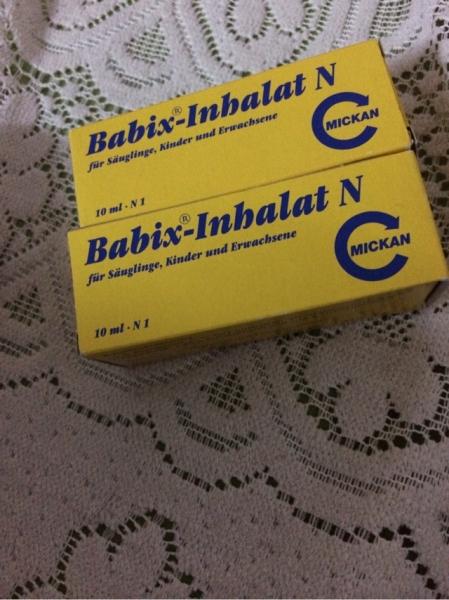 Babix®-Inhalat N
für Säuglinge, Kinder und Erwachsene
10 ml · N 1
MICKAN
Babix®-Inhalat N
für Säuglinge, Kinder und Erwachsene
10 ml · N 1
MICKAN